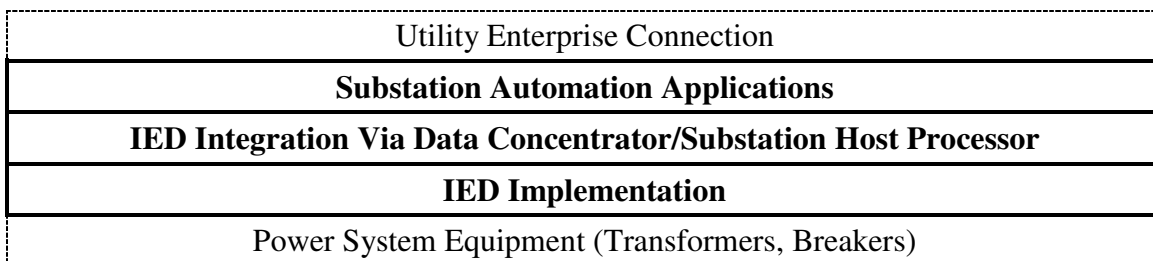 Utility Enterprise Connection
Substation Automation Applications
IED Integration Via Data Concentrator/Substation Host Processor
IED Implementation
Power System Equipment (Transformers, Breakers)